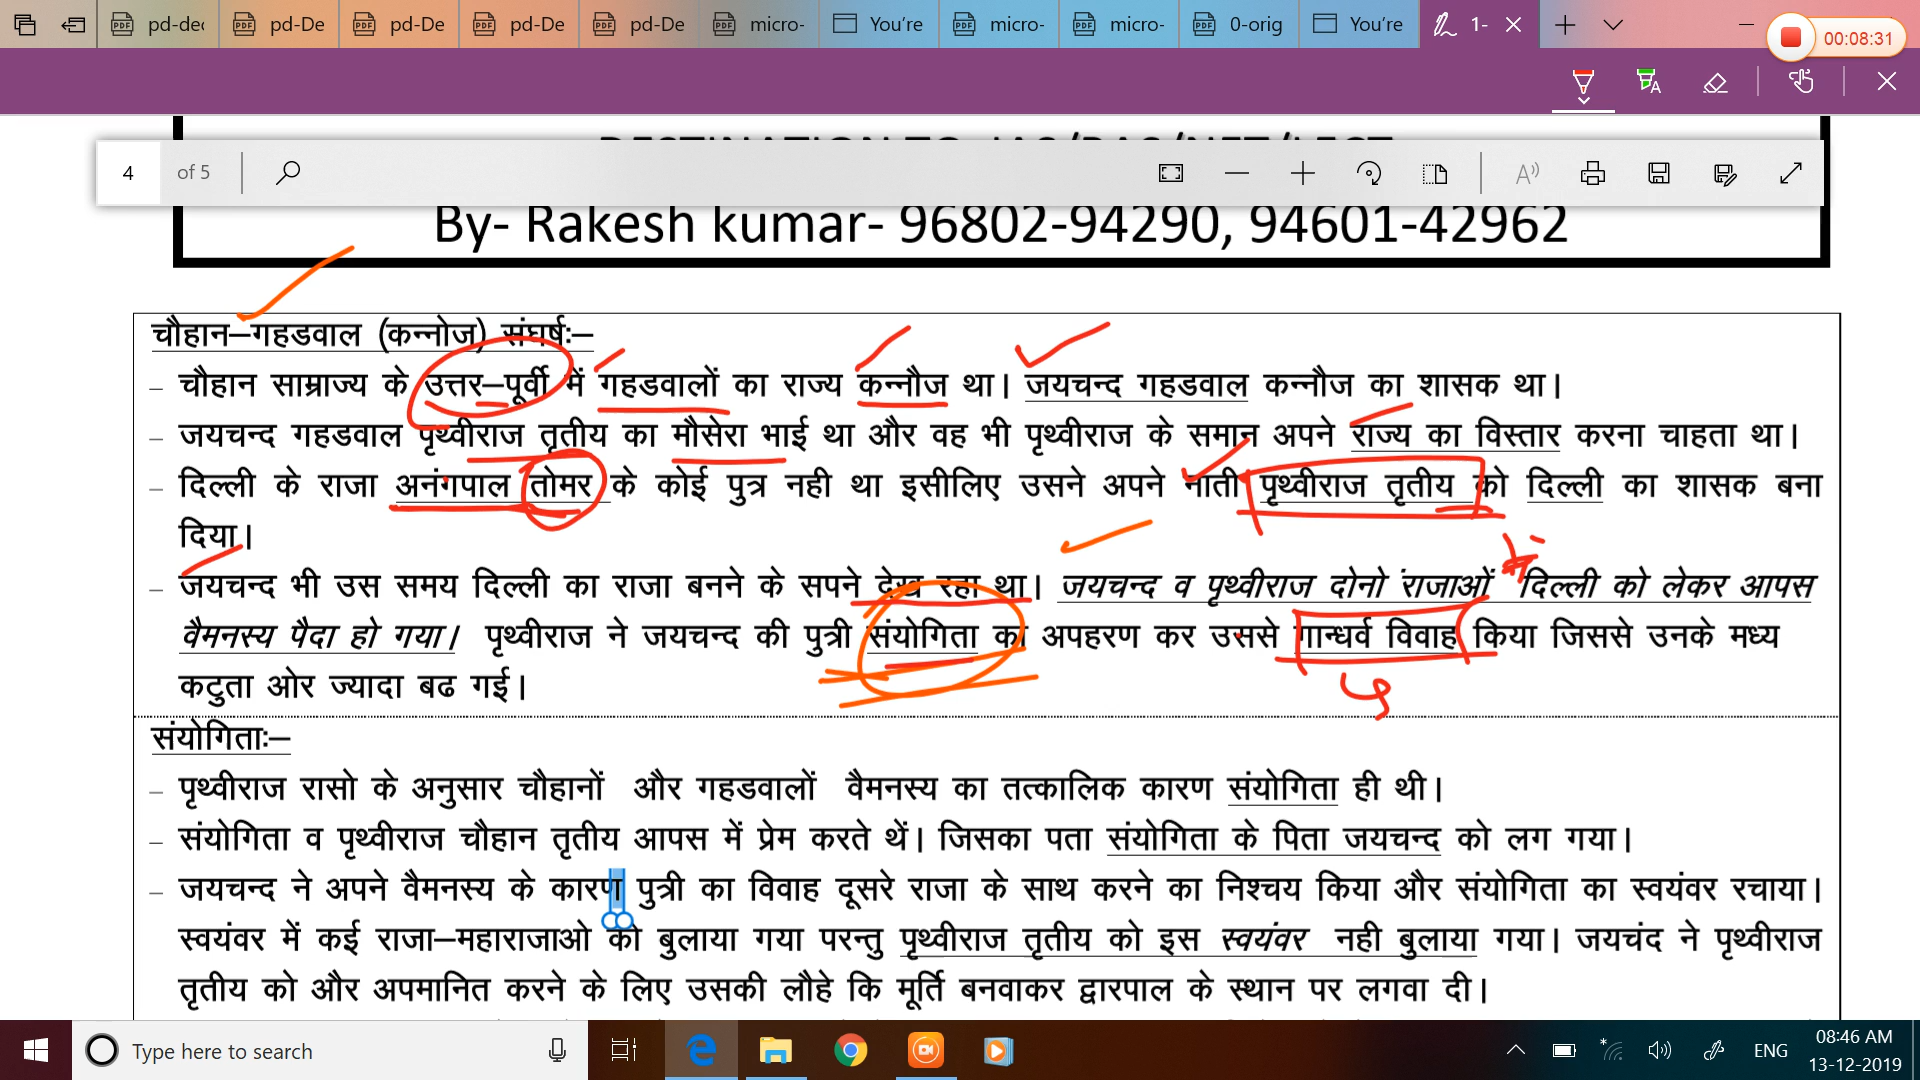 pd-dec
pd-De
pd-De
pd-De
pd-De
micro-
You're
micro-
micro-
0-orig
You're
1-
00:08:31
4 of 5
By- Rakesh kumar- 96802-94290, 94601-42962
चौहान–गहडवाल (कन्नोज) संघर्षः–
– चौहान साम्राज्य के उत्तर–पूर्वी में गहडवालों का राज्य कन्नौज था। जयचन्द गहडवाल कन्नौज का शासक था।
– जयचन्द गहडवाल पृथ्वीराज तृतीय का मौसेरा भाई था और वह भी पृथ्वीराज के समान अपने राज्य का विस्तार करना चाहता था।
– दिल्ली के राजा अनंगपाल तोमर के कोई पुत्र नही था इसीलिए उसने अपने नाती पृथ्वीराज तृतीय को दिल्ली का शासक बना
दिया।
– जयचन्द भी उस समय दिल्ली का राजा बनने के सपने देख रहा था। जयचन्द व पृथ्वीराज दोनो राजाओं दिल्ली को लेकर आपस
वैमनस्य पैदा हो गया। पृथ्वीराज ने जयचन्द की पुत्री संयोगिता का अपहरण कर उससे गान्धर्व विवाह किया जिससे उनके मध्य
कटुता ओर ज्यादा बढ गई।
संयोगिताः–
– पृथ्वीराज रासो के अनुसार चौहानों और गहडवालों वैमनस्य का तत्कालिक कारण संयोगिता ही थी।
– संयोगिता व पृथ्वीराज चौहान तृतीय आपस में प्रेम करते थें। जिसका पता संयोगिता के पिता जयचन्द को लग गया।
– जयचन्द ने अपने वैमनस्य के कारण पुत्री का विवाह दूसरे राजा के साथ करने का निश्चय किया और संयोगिता का स्वयंवर रचाया।
स्वयंवर में कई राजा–महाराजाओ को बुलाया गया परन्तु पृथ्वीराज तृतीय को इस स्वयंवर नही बुलाया गया। जयचंद ने पृथ्वीराज
तृतीय को और अपमानित करने के लिए उसकी लौहे कि मूर्ति बनवाकर द्वारपाल के स्थान पर लगवा दी।
Type here to search
ENG
08:46 AM
13-12-2019